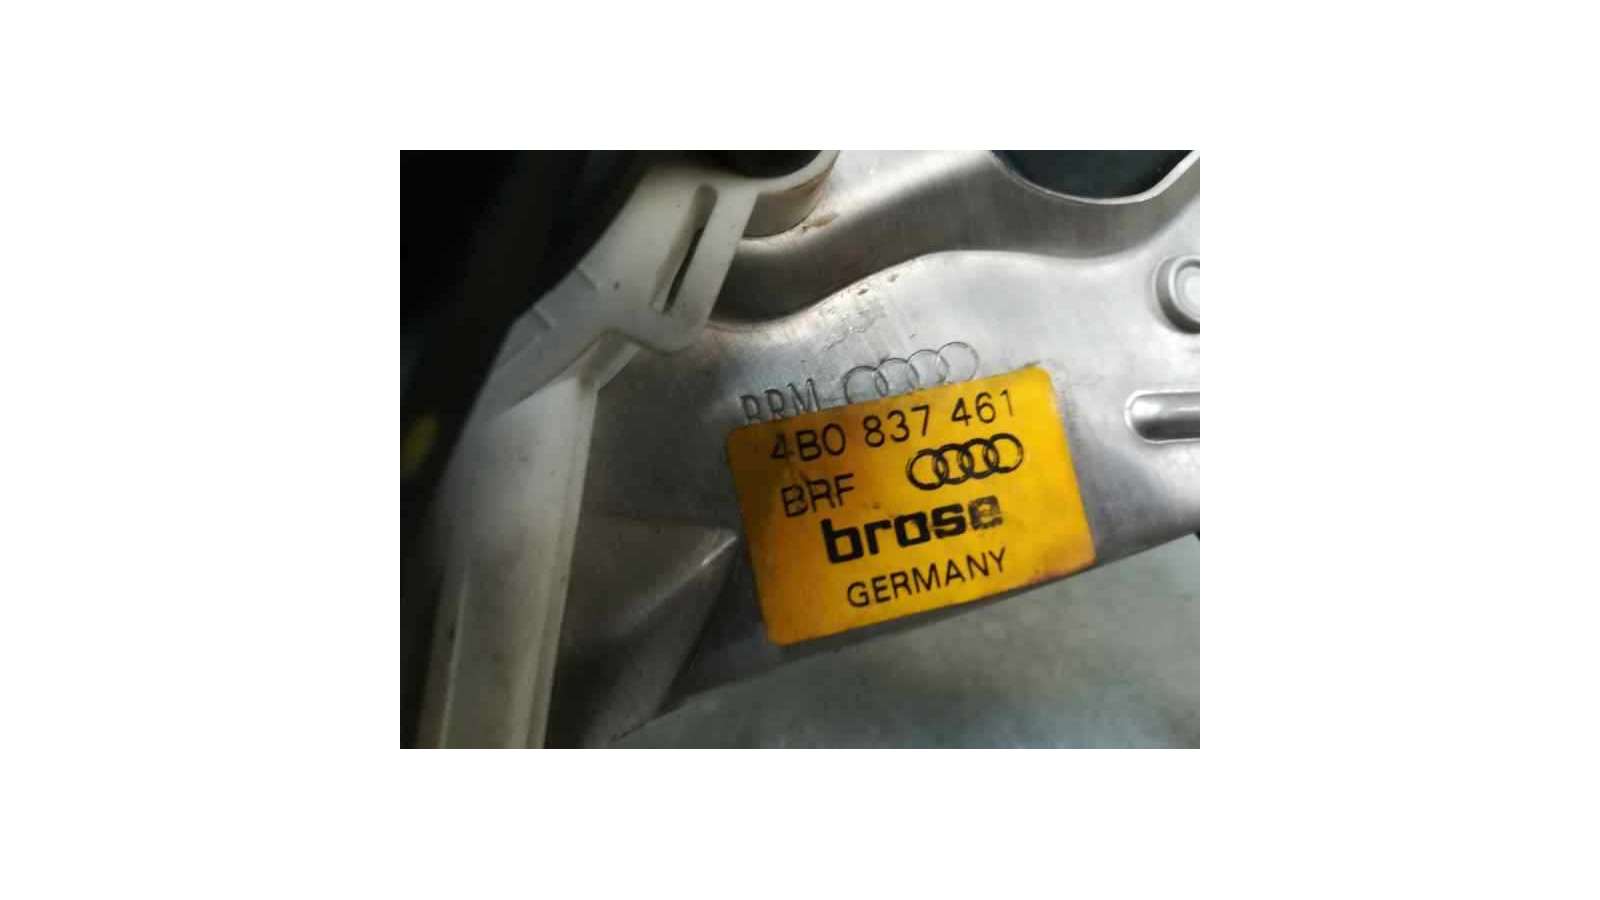 BRM
4B0 837 461
BRF
brose
GERMANY